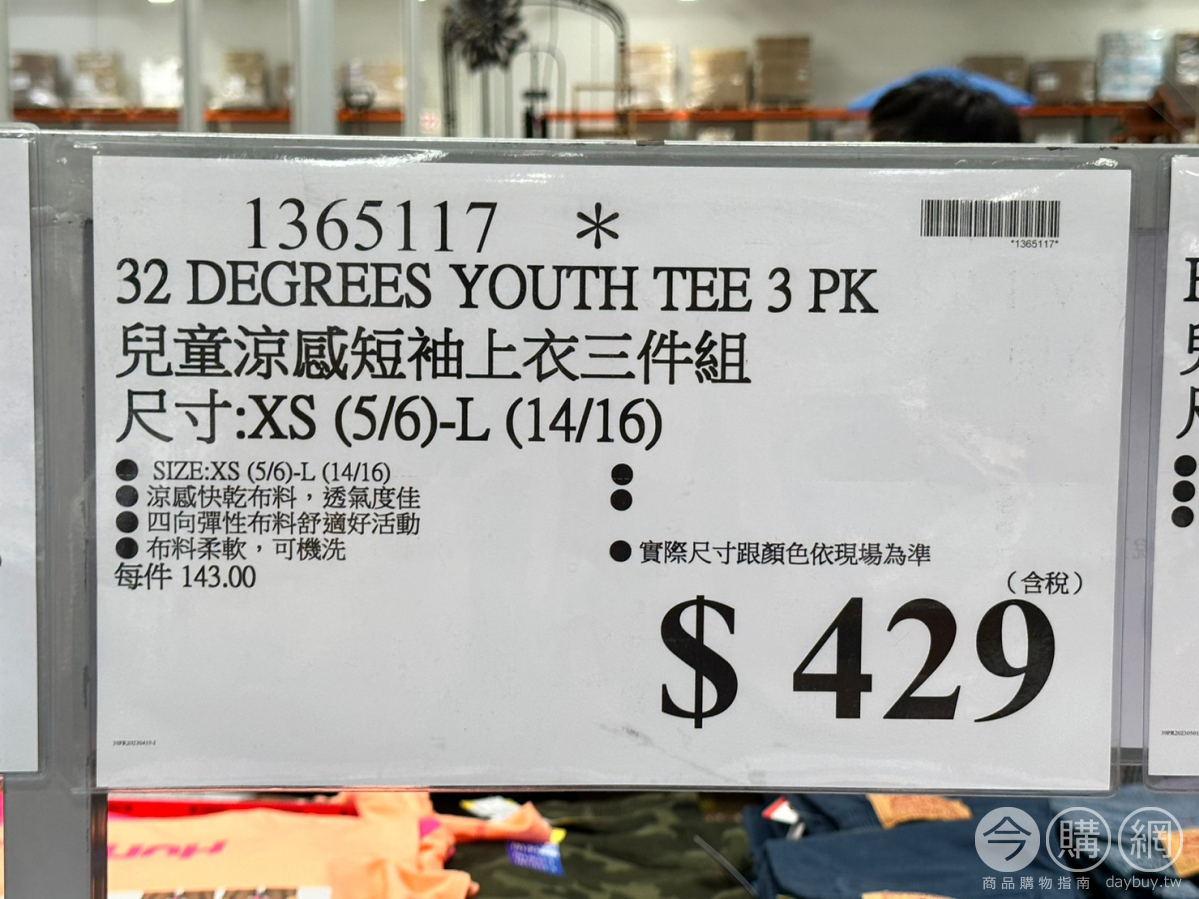 1365117 *
*1365117*
32 DEGREES YOUTH TEE 3 PK
兒童涼感短袖上衣三件組
尺寸:XS (5/6)-L (14/16)
● SIZE:XS (5/6)-L (14/16)
● 涼感快乾布料，透氣度佳
● 四向彈性布料舒適好活動
● 布料柔軟，可機洗
● 實際尺寸跟顏色依現場為準
每件 143.00
（含稅）
$ 429
今購網
商品購物指南 daybuy.tw